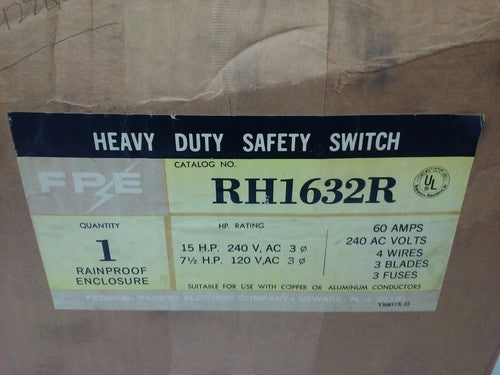 HEAVY DUTY SAFETY SWITCH
FPE
CATALOG NO.
RH1632R
UL
QUANTITY
1
RAINPROOF
ENCLOSURE
HP. RATING
15 H.P. 240 V, AC 3 ø
7½ H.P. 120 V,AC 3 ø
60 AMPS
240 AC VOLTS
4 WIRES
3 BLADES
3 FUSES
SUITABLE FOR USE WITH COPPER OR ALUMINUM CONDUCTORS
FEDERAL PACIFIC ELECTRIC COMPANY • NEWARK, N. J.